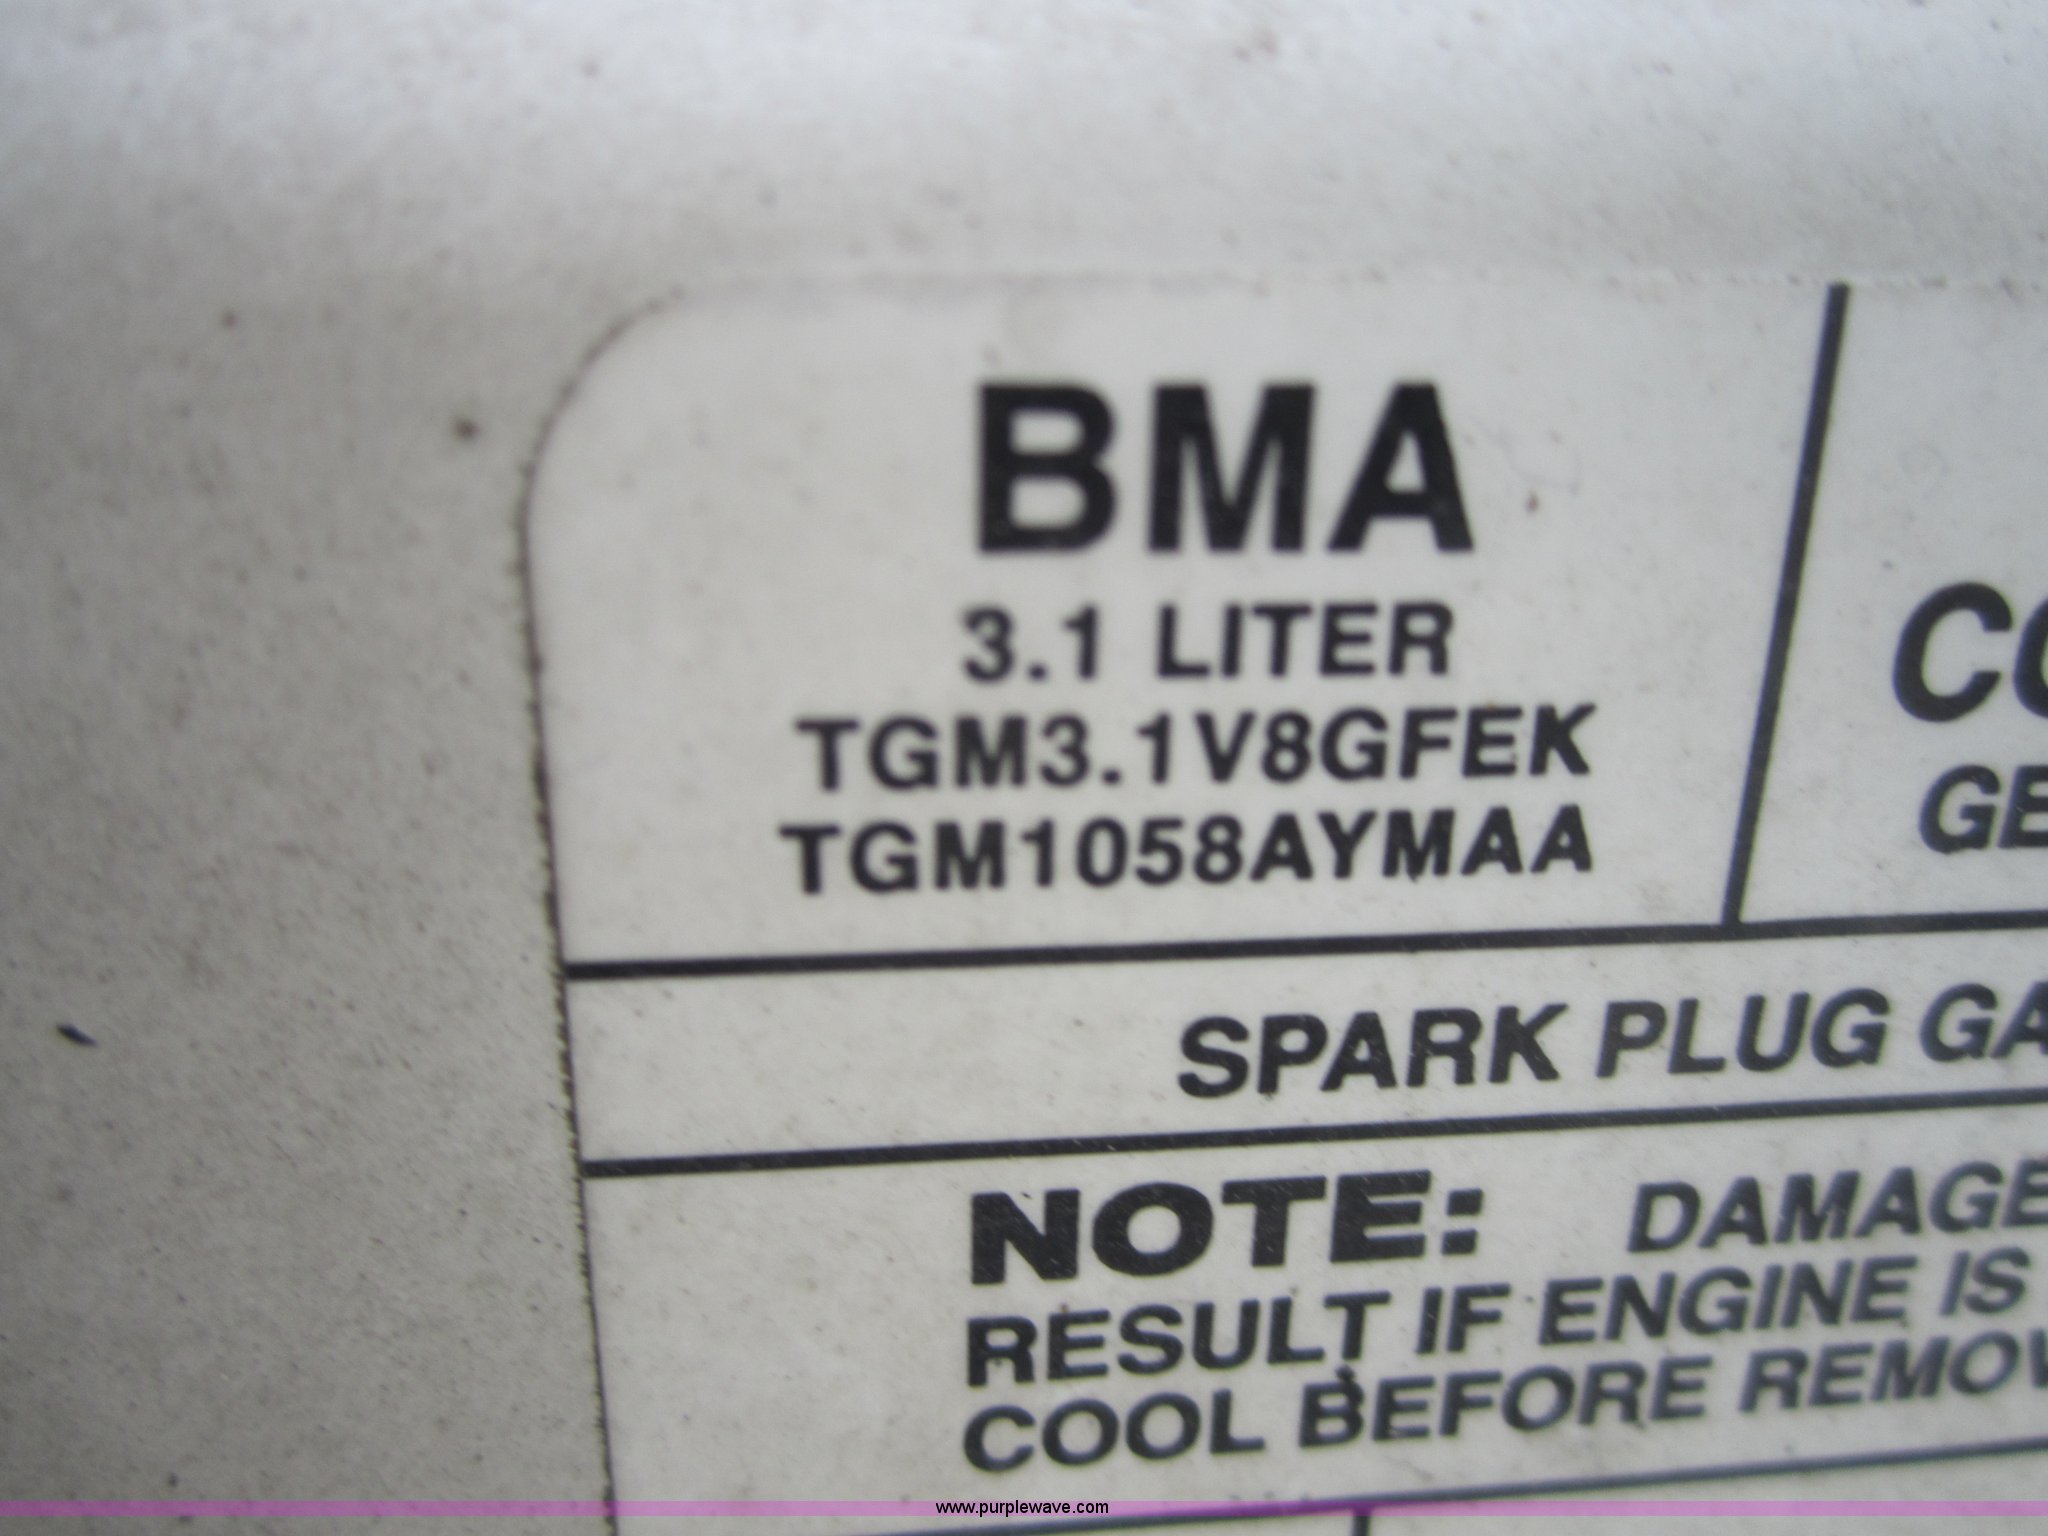 BMA
3.1 LITER
TGM3.1V8GFEK
TGM1058AYMAA
SPARK PLUG
NOTE: DAMAGE
RESULT IF ENGINE IS
COOL BEFORE
www.purplewave.com